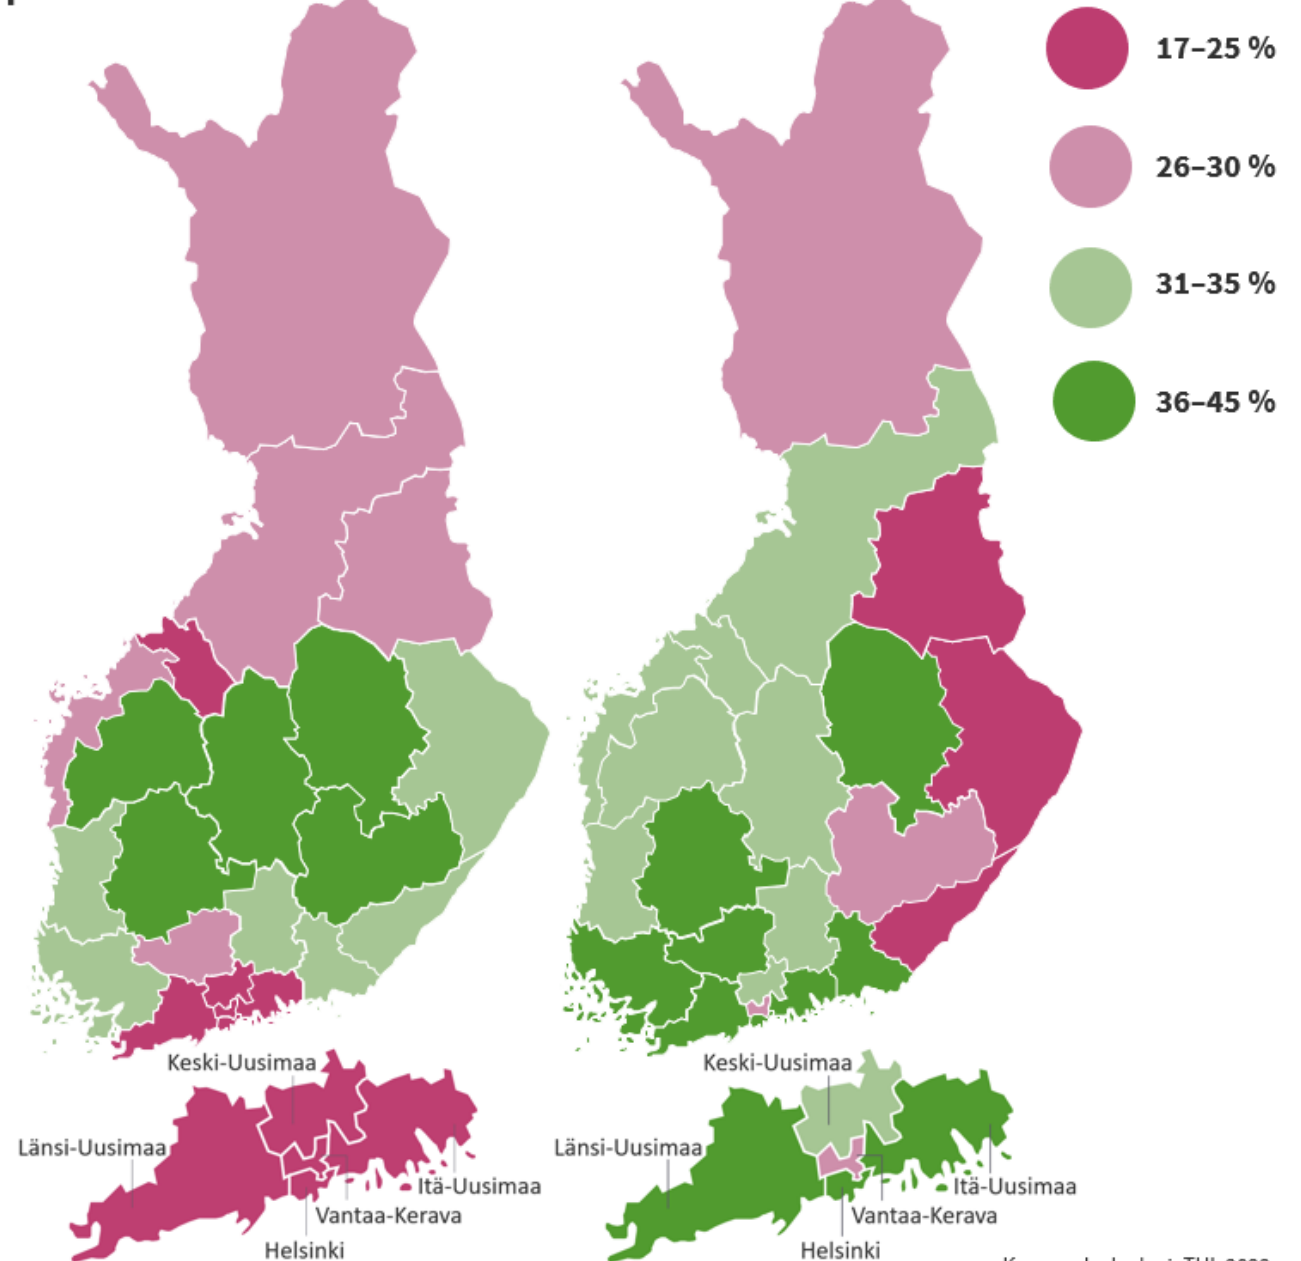 17–25 %
26–30 %
31–35 %
36–45 %
Keski-Uusimaa
Länsi-Uusimaa
Itä-Uusimaa
Vantaa-Kerava
Helsinki
Keski-Uusimaa
Länsi-Uusimaa
Itä-Uusimaa
Vantaa-Kerava
Helsinki